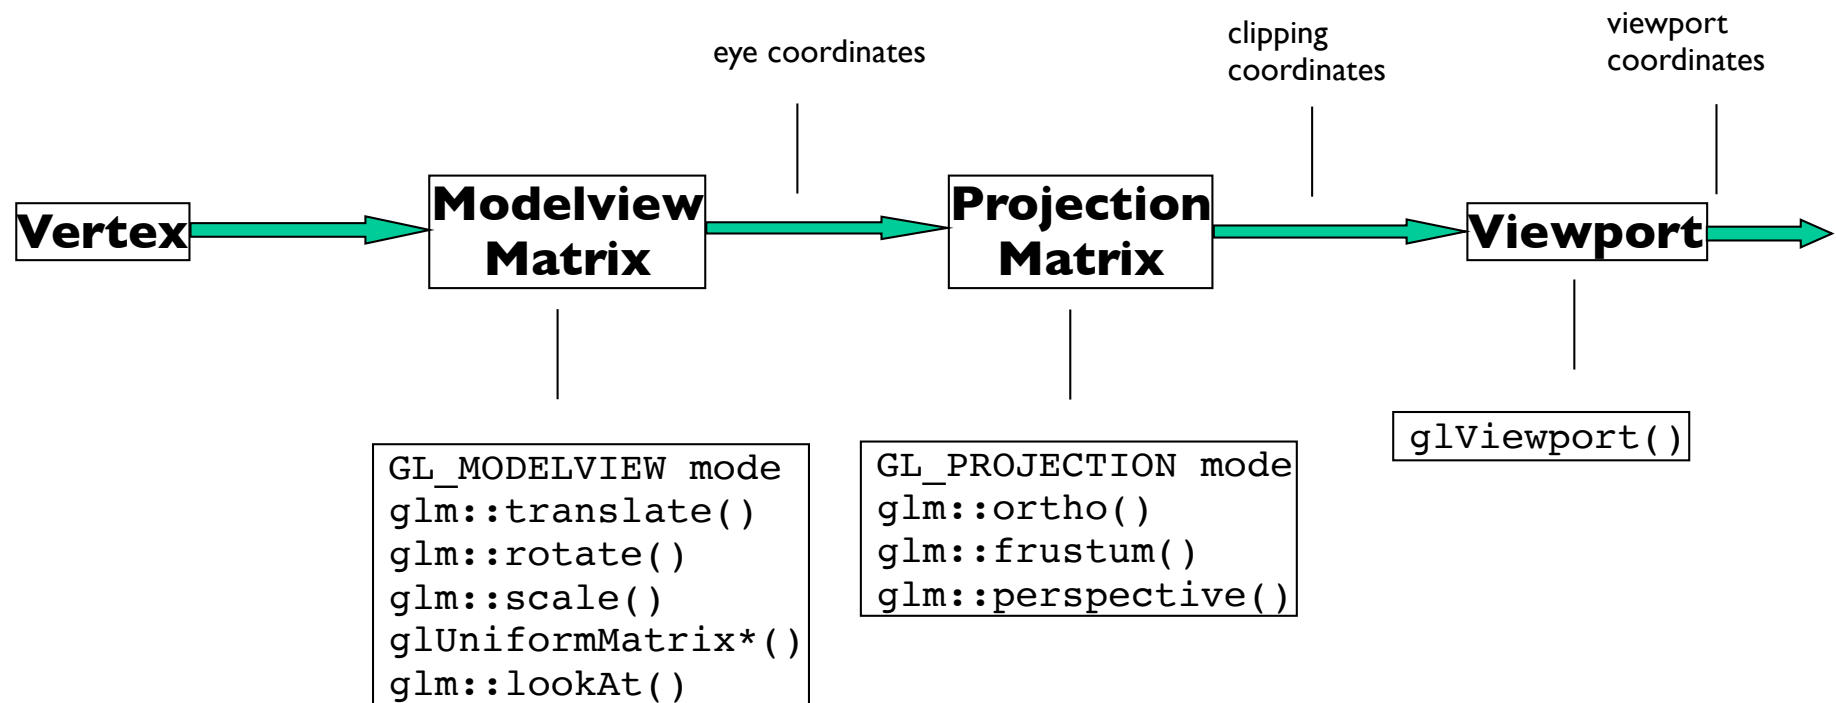 eye coordinates
clipping
coordinates
viewport
coordinates
Vertex
Modelview
Matrix
Projection
Matrix
Viewport
GL_MODELVIEW mode
glm::translate()
glm::rotate()
glm::scale()
glUniformMatrix*()
glm::lookAt()
GL_PROJECTION mode
glm::ortho()
glm::frustum()
glm::perspective()
glViewport()